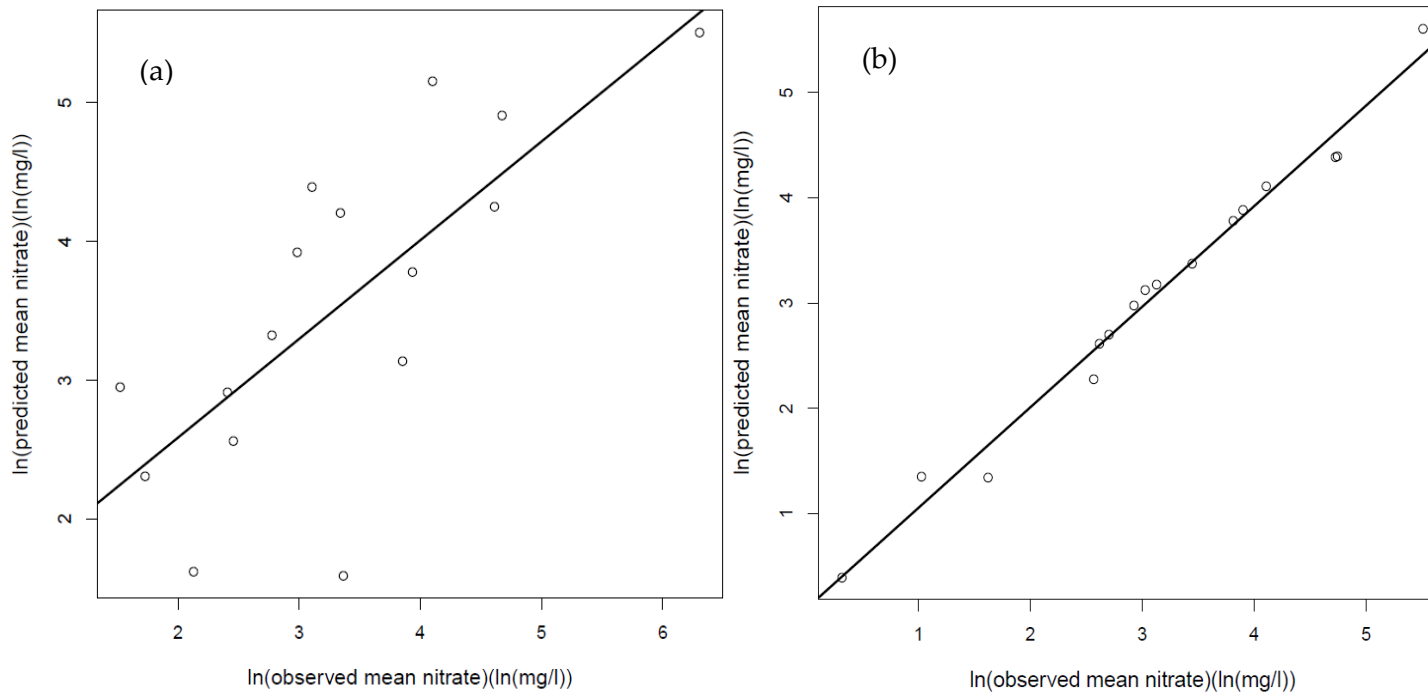 (a)
ln(predicted mean nitrate)(ln(mg/l))
5
4
3
2
2 3 4 5 6
ln(observed mean nitrate)(ln(mg/l))
(b)
ln(predicted mean nitrate)(ln(mg/l))
5
4
3
2
1
1 2 3 4 5
ln(observed mean nitrate)(ln(mg/l))